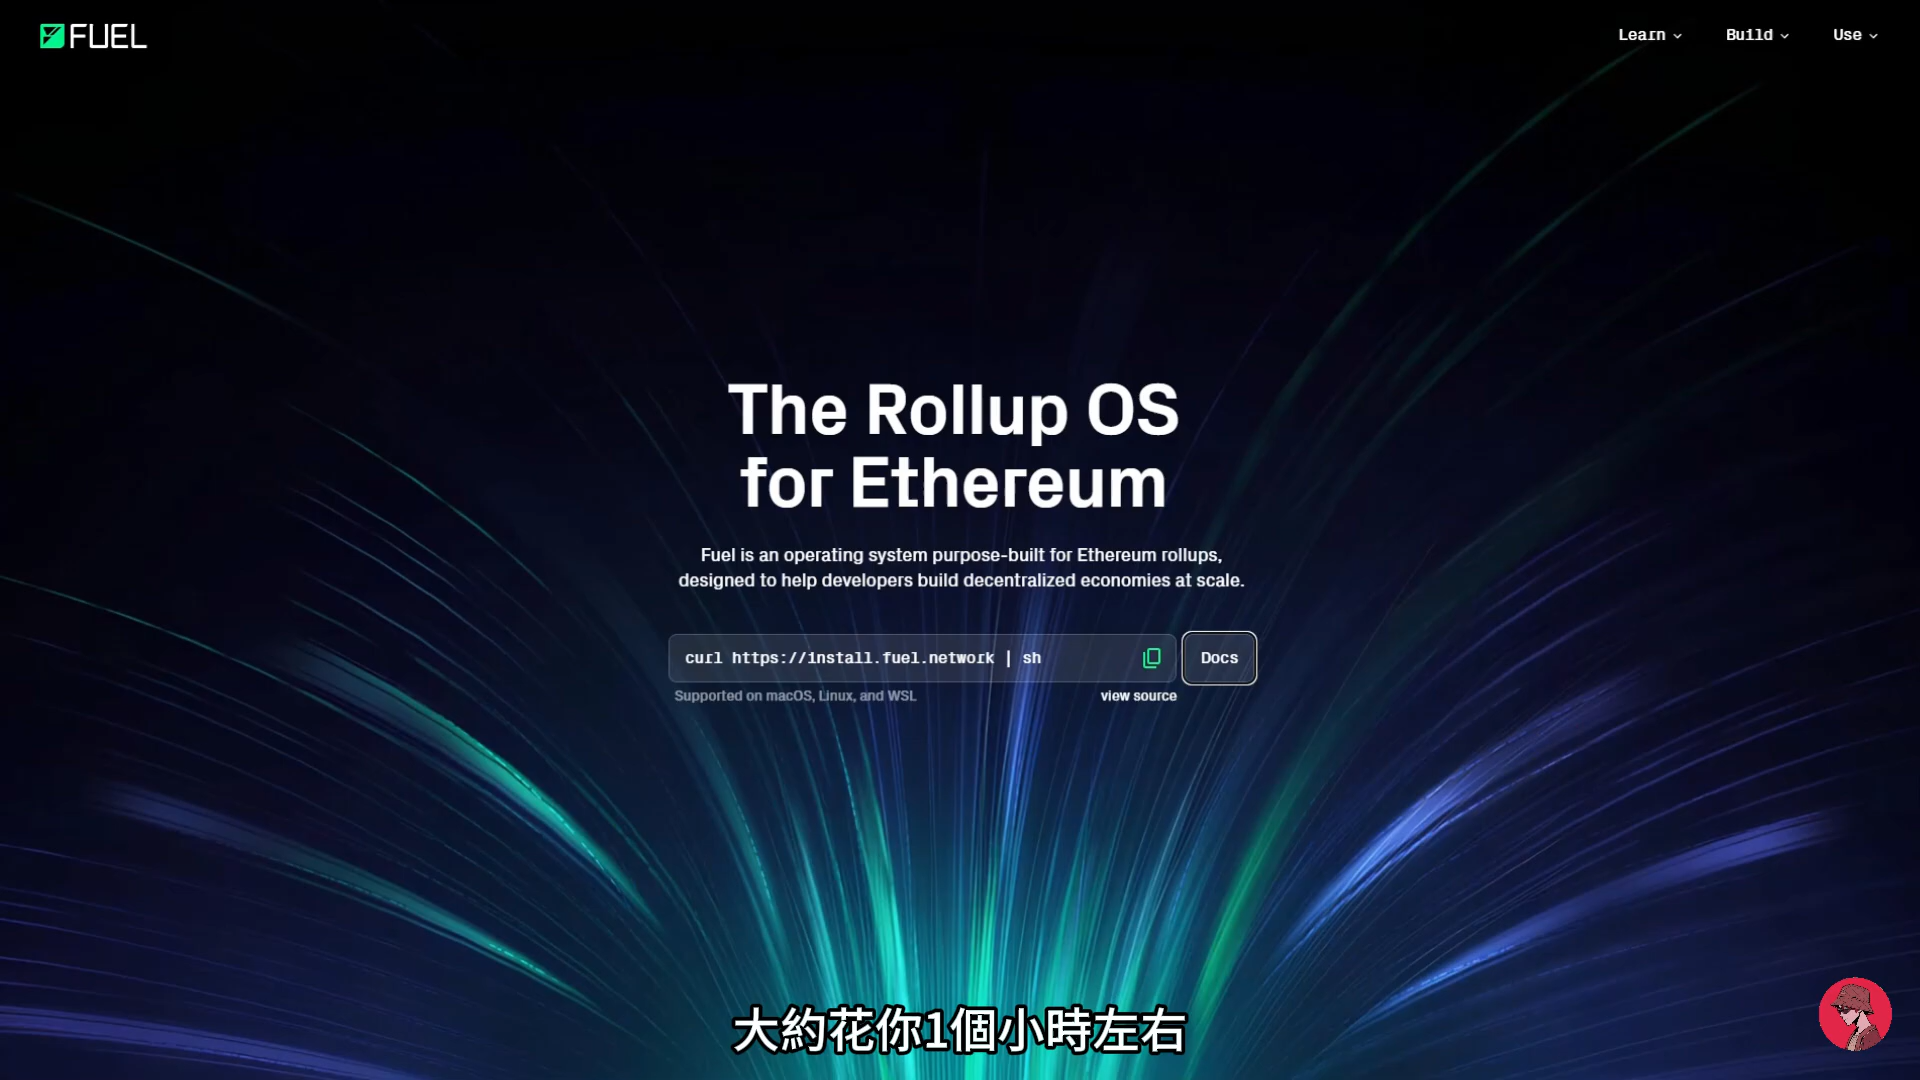 FUEL
Learn
Build
Use
The Rollup OS
for Ethereum
Fuel is an operating system purpose-built for Ethereum rollups,
designed to help developers build decentralized economies at scale.
curl https://install.fuel.network | sh
Docs
Supported on macOS, Linux, and WSL
view source
大約花你1個小時左右